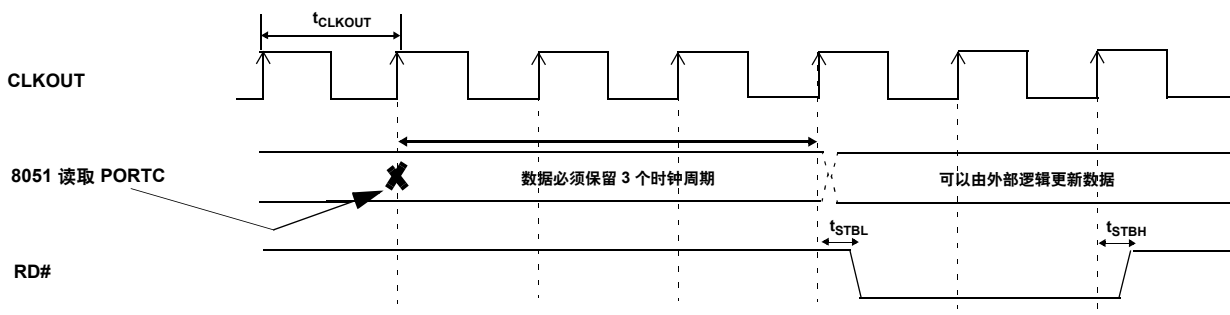 tCLKOUT
CLKOUT
8051 读取 PORTC
数据必须保留 3 个时钟周期
可以由外部逻辑更新数据
tSTBL
tSTBH
RD#